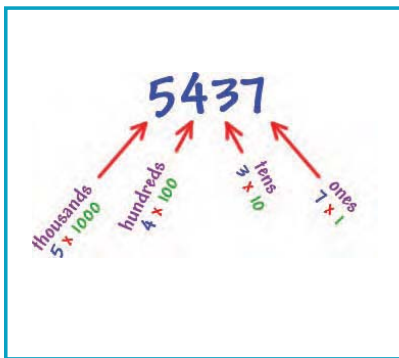 5437
thousands
5 x 1000
hundreds
4 x 100
tens
3 x 10
ones
7 x 1